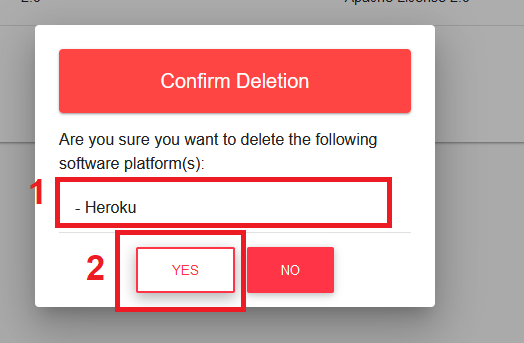 2.0 Apache License 2.0
Confirm Deletion
Are you sure you want to delete the following
software platform(s):
1
- Heroku
2
YES NO